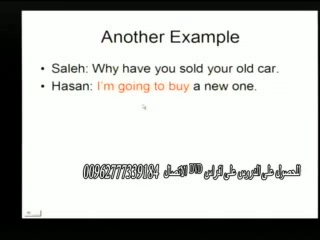 Another Example
• Saleh: Why have you sold your old car.
• Hasan: I'm going to buy a new one.
للحصول على الدروس على اقراص DVD الاتصال 00962777339184